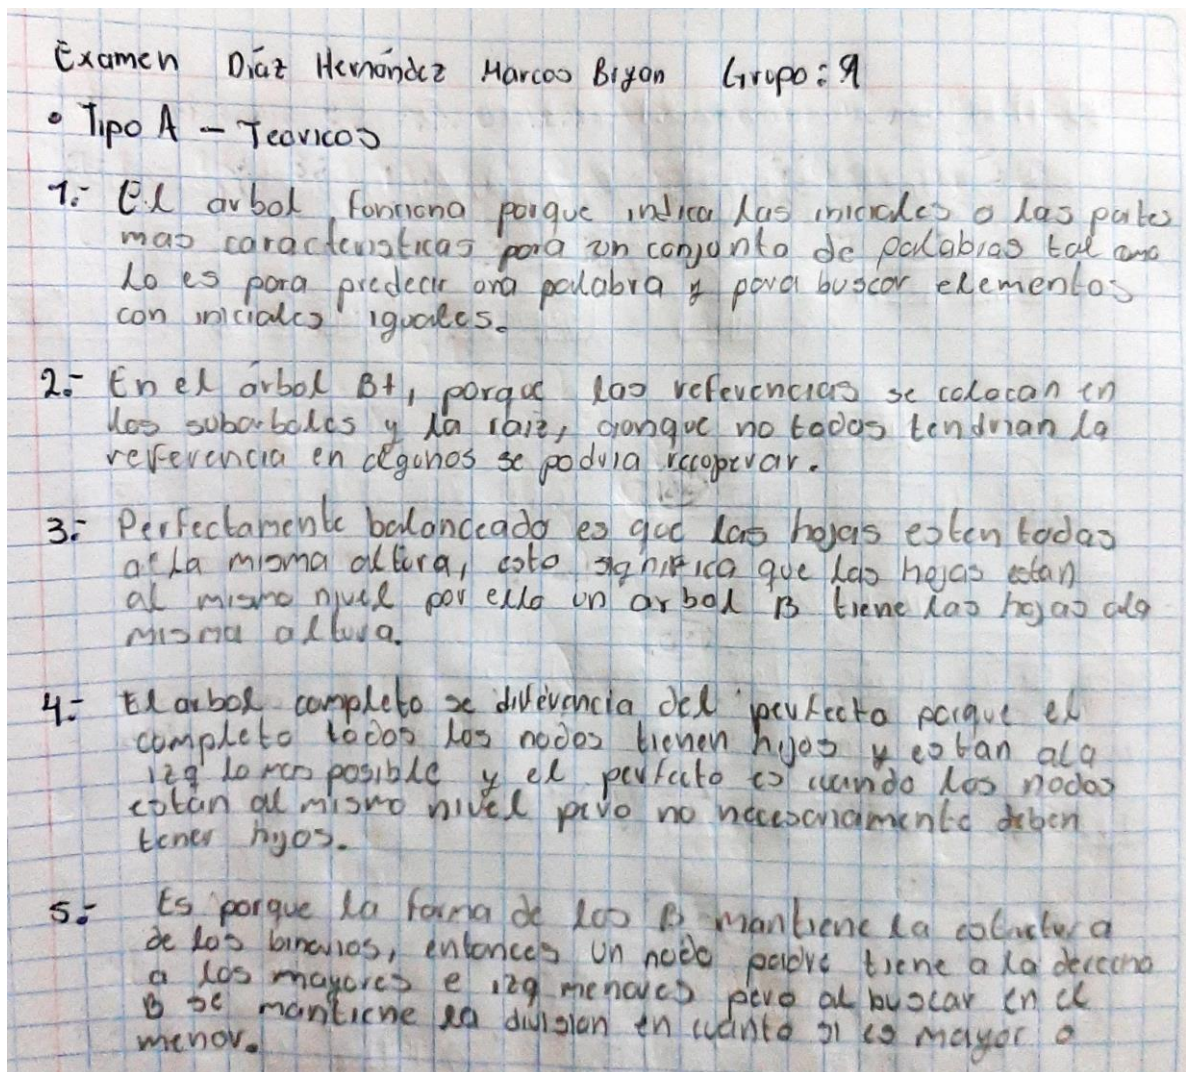 Examen Díaz Hernández Marcos Bryan Grupo: 9
• Tipo A - Teoricos
1.- El arbol funciona porque indica las iniciales o las partes
mas caracteristicas para un conjunto de palabras tal como
lo es para predecir una palabra y para buscar elementos
con iniciales iguales.
2.- En el árbol B+, porque las referencias se colocan en
los subarboles y la raiz, aunque no todas tendrian la
referencia en algunos se podria recoperar.
3.- Perfectamente balanceado es que las hojas esten todas
a la misma altura, esto significa que las hojas estan
al mismo nivel por ello un arbol B tiene las hojas ala
misma altura.
4.- El arbol completo se diferencia del perfecto porque el
completo todos los nodos tienen hijos y estan ala
izq lo mas posible y el perfecto es cuando los nodos
están al mismo nivel pero no necesariamente deben
tener hijos.
5.- Es porque la forma de los B mantiene la estructura
de los binarios, entonces un nodo padre tiene a la derecha
a los mayores e izq menores pero al buscar en el
B se mantiene la division en cuanto si es mayor o
menor.